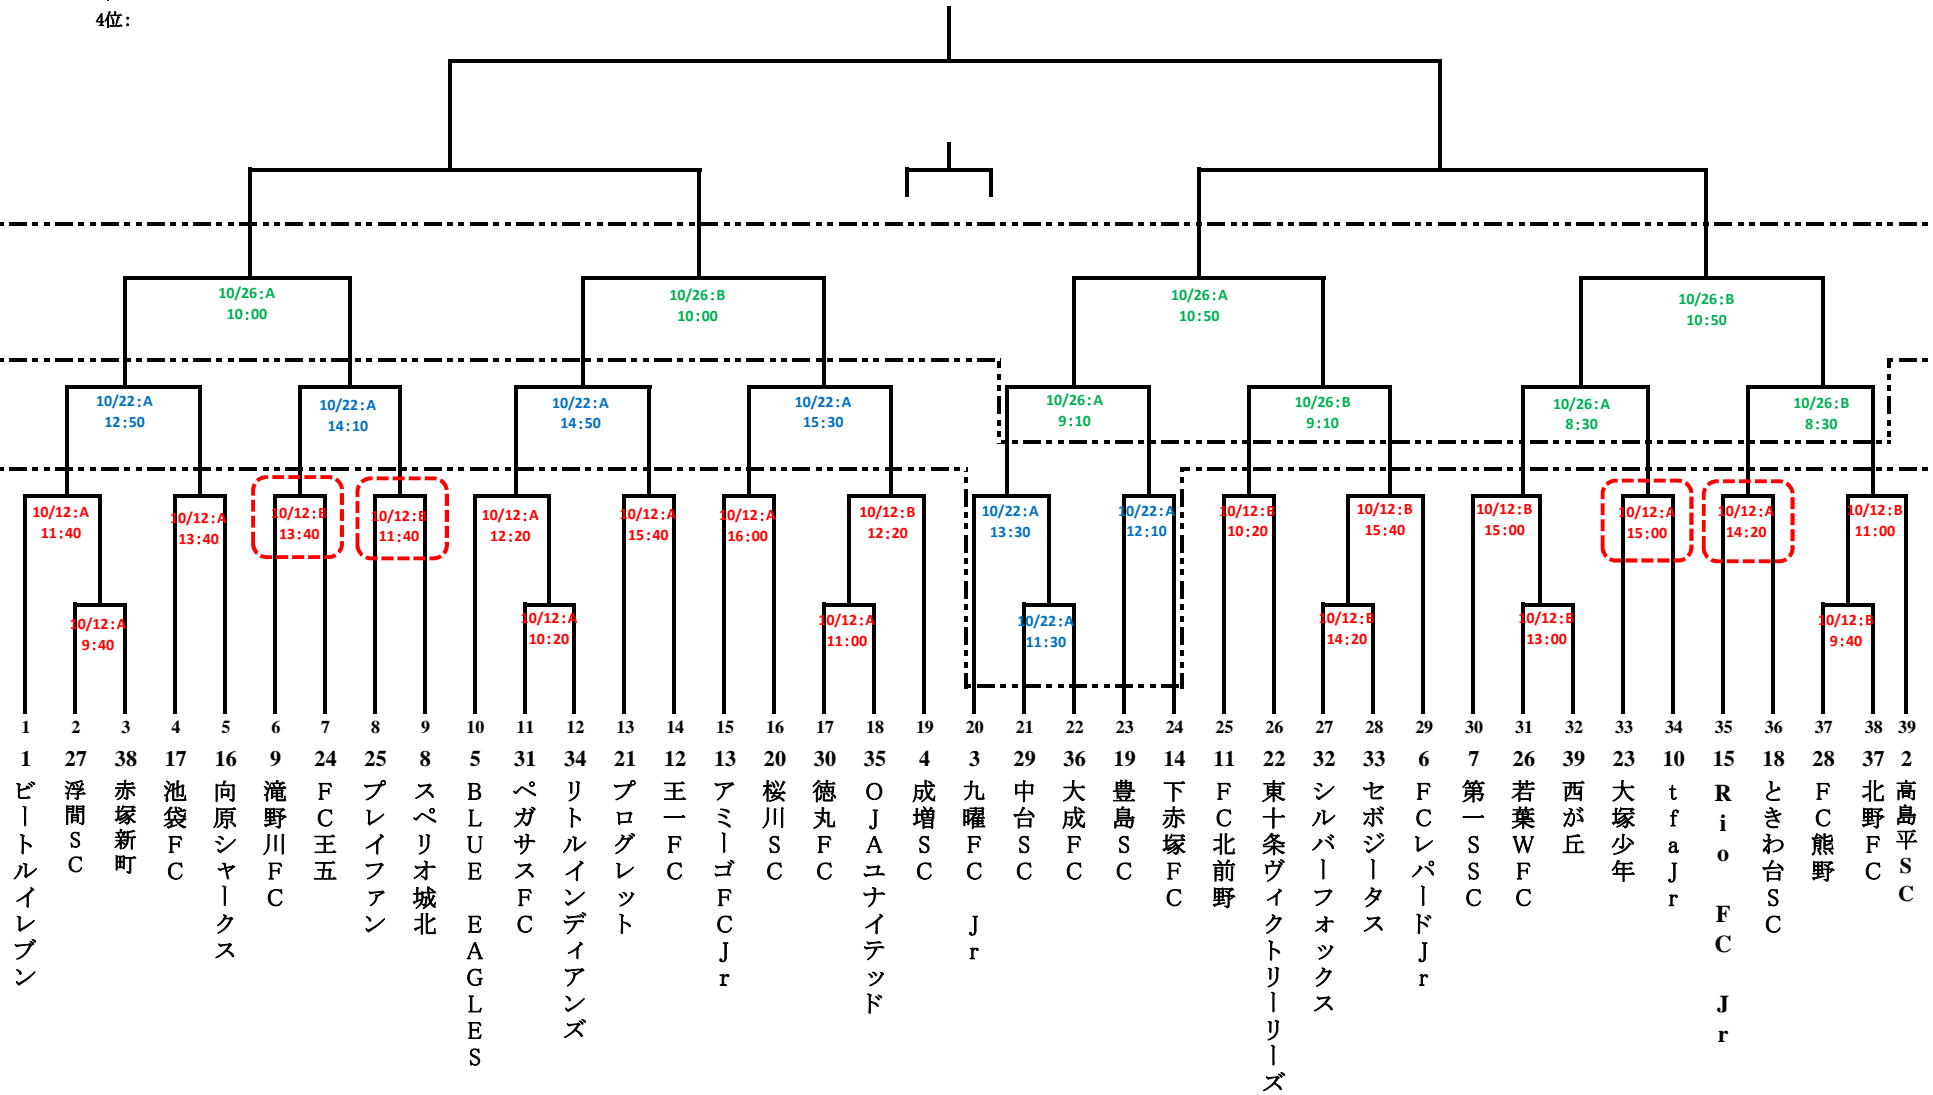 4位:
10/26:A
10:00
10/26:B
10:00
10/26:A
10:50
10/26:B
10:50
10/22:A
12:50
10/22:A
14:10
10/22:A
14:50
10/22:A
15:30
10/26:A
9:10
10/26:B
9:10
10/26:A
8:30
10/26:B
8:30
10/12:A
11:40
10/12:A
13:40
10/12:B
13:40
10/12:B
11:40
10/12:A
12:20
10/12:A
15:40
10/12:A
16:00
10/12:B
12:20
10/22:A
13:30
10/22:A
12:10
10/12:B
10:20
10/12:B
15:40
10/12:B
15:00
10/12:A
15:00
10/12:A
14:20
10/12:B
11:00
10/12:A
9:40
10/12:A
10:20
10/12:A
11:00
10/22:A
11:30
10/12:B
14:20
10/12:B
13:00
10/12:B
9:40
1 2 3 4 5 6 7 8 9 10 11 12 13 14 15 16 17 18 19 20 21 22 23 24 25 26 27 28 29 30 31 32 33 34 35 36 37 38 39
1 27 38 17 16 9 24 25 8 5 31 34 21 12 13 20 30 35 4 3 29 36 19 14 11 22 32 33 6 7 26 39 23 10 15 18 28 37 2
ビートルイレブン
浮間SC
赤塚新町
池袋FC
向原シャークス
滝野川FC
FC王五
プレイファン
スペリオ城北
BLUE EAGLES
ペガサスFC
リトルインディアンズ
プログレット
王一FC
アミーゴFCJr
桜川SC
徳丸FC
OJAユナイテッド
成増SC
九曜FC Jr
中台SC
大成FC
豊島SC
下赤塚FC
FC北前野
東十条ヴィクトリーリーズ
シルバーフォックス
セボジータス
FCレパードJr
第一SSC
若葉WFC
西が丘
大塚少年
tfaJr
Rio FC Jr
ときわ台SC
FC熊野
北野FC
高島平SC